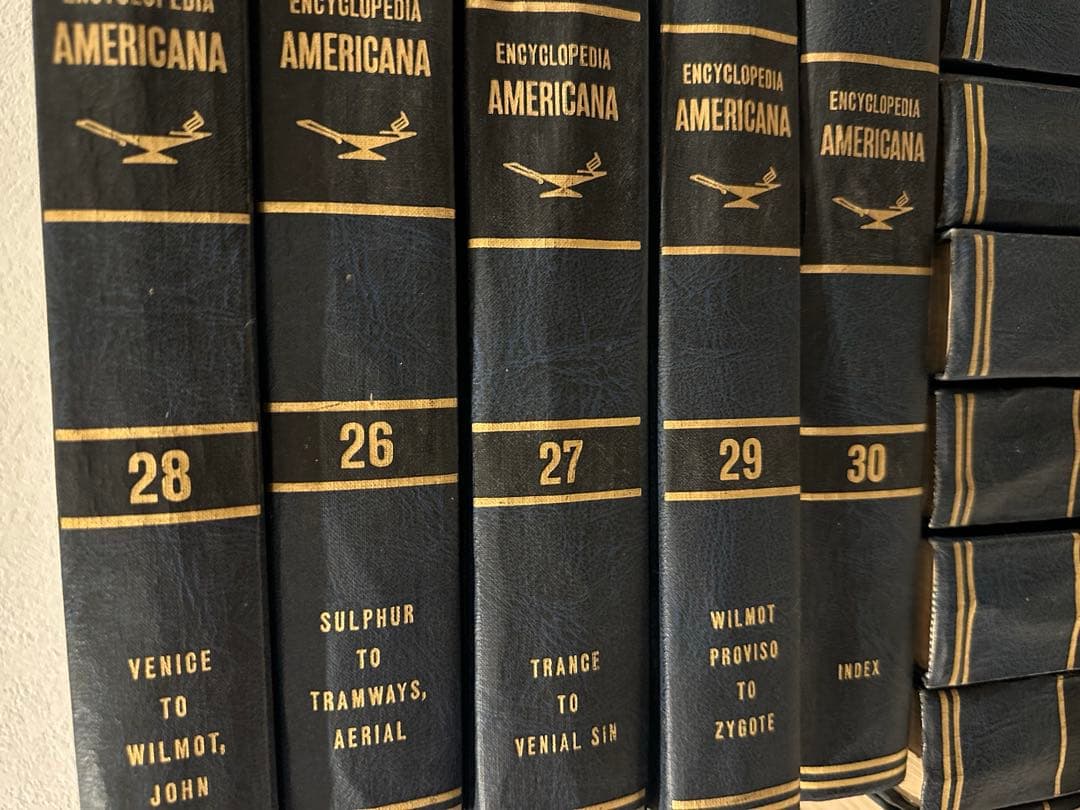 ENCYCLOPEDIA
AMERICANA
28
VENICE
TO
WILMOT,
JOHN
ENCYCLOPEDIA
AMERICANA
26
SULPHUR
TO
TRAMWAYS,
AERIAL
ENCYCLOPEDIA
AMERICANA
27
TRANCE
TO
VENIAL SIN
ENCYCLOPEDIA
AMERICANA
29
WILMOT
PROVISO
TO
ZYGOTE
ENCYCLOPEDIA
AMERICANA
30
INDEX